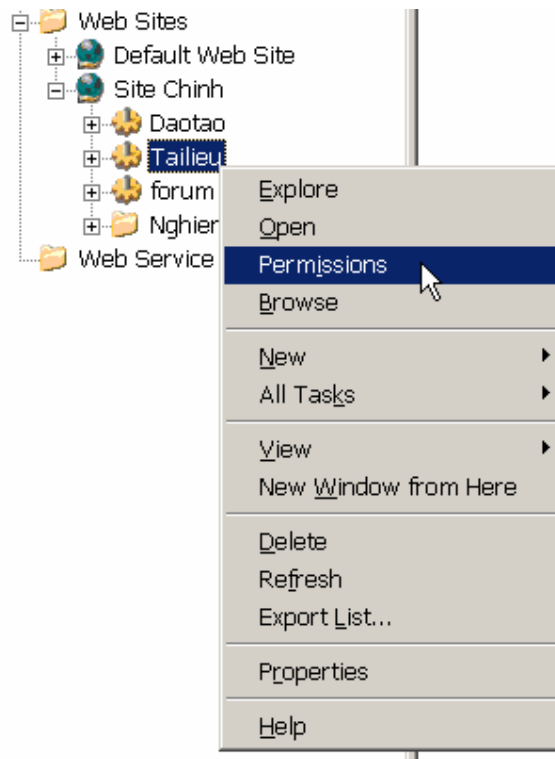 Web Sites
Default Web Site
Site Chinh
Daotao
Tailieu
forum
Nghier
Web Service
Explore
Open
Permissions
Browse
New
All Tasks
View
New Window from Here
Delete
Refresh
Export List...
Properties
Help